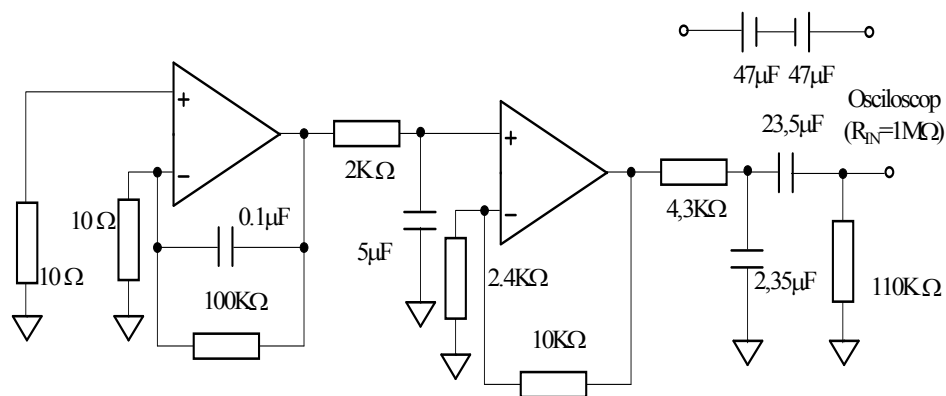 47µF 47µF
Osciloscop
(R_IN=1MΩ)
23,5µF
+
−
2KΩ
+
−
4,3KΩ
10Ω
10Ω
0.1µF
100KΩ
5µF
2.4KΩ
10KΩ
2,35µF
110KΩ